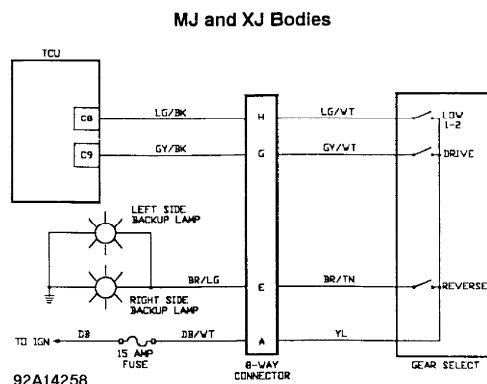 MJ and XJ Bodies
TCU
C8
LG/BK
H
LG/WT
LOW
1-2
C9
GY/BK
G
GY/WT
DRIVE
LEFT SIDE
BACKUP LAMP
BR/LG
E
BR/TN
REVERSE
RIGHT SIDE
BACKUP LAMP
TO IGN
DB
DB/WT
A
YL
15 AMP
FUSE
8-WAY
CONNECTOR
GEAR SELECT
92A14258